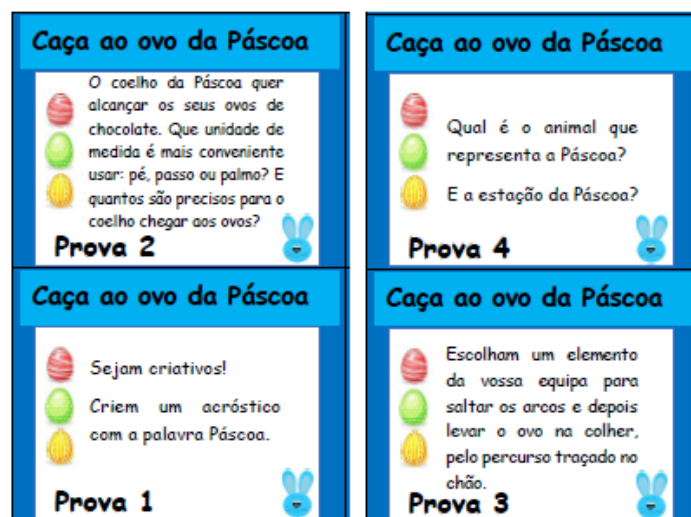 Caça ao ovo da Páscoa
O coelho da Páscoa quer
alcançar os seus ovos de
chocolate. Que unidade de
medida é mais conveniente
usar: pé, passo ou palmo? E
quantos são precisos para o
coelho chegar aos ovos?
Prova 2
Caça ao ovo da Páscoa
Qual é o animal que
representa a Páscoa?
E a estação da Páscoa?
Prova 4
Caça ao ovo da Páscoa
Sejam criativos!
Criem um acróstico
com a palavra Páscoa.
Prova 1
Caça ao ovo da Páscoa
Escolham um elemento
da vossa equipa para
saltar os arcos e depois
levar o ovo na colher,
pelo percurso traçado no
chão.
Prova 3